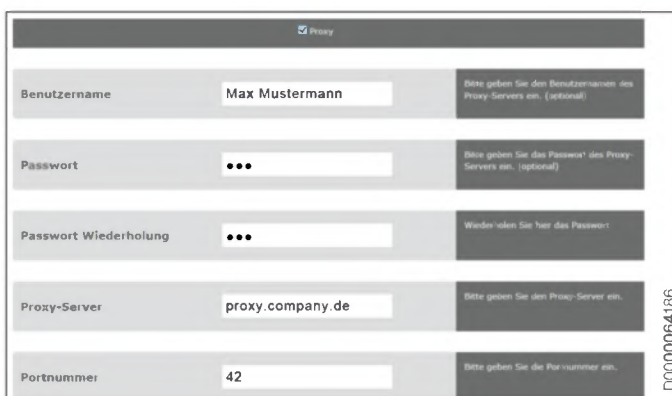 Proxy
Benutzername
Max Mustermann
Bitte geben Sie den Benutzernamen des
Proxy-Servers ein. (optional)
Passwort
•••
Bitte geben Sie das Passwort des Proxy-
Servers ein. (optional)
Passwort Wiederholung
•••
Wiederholen Sie hier das Passwort
Proxy-Server
proxy.company.de
Bitte geben Sie den Proxy-Server ein.
Portnummer
42
Bitte geben Sie die Portnummer ein.
D00000064186